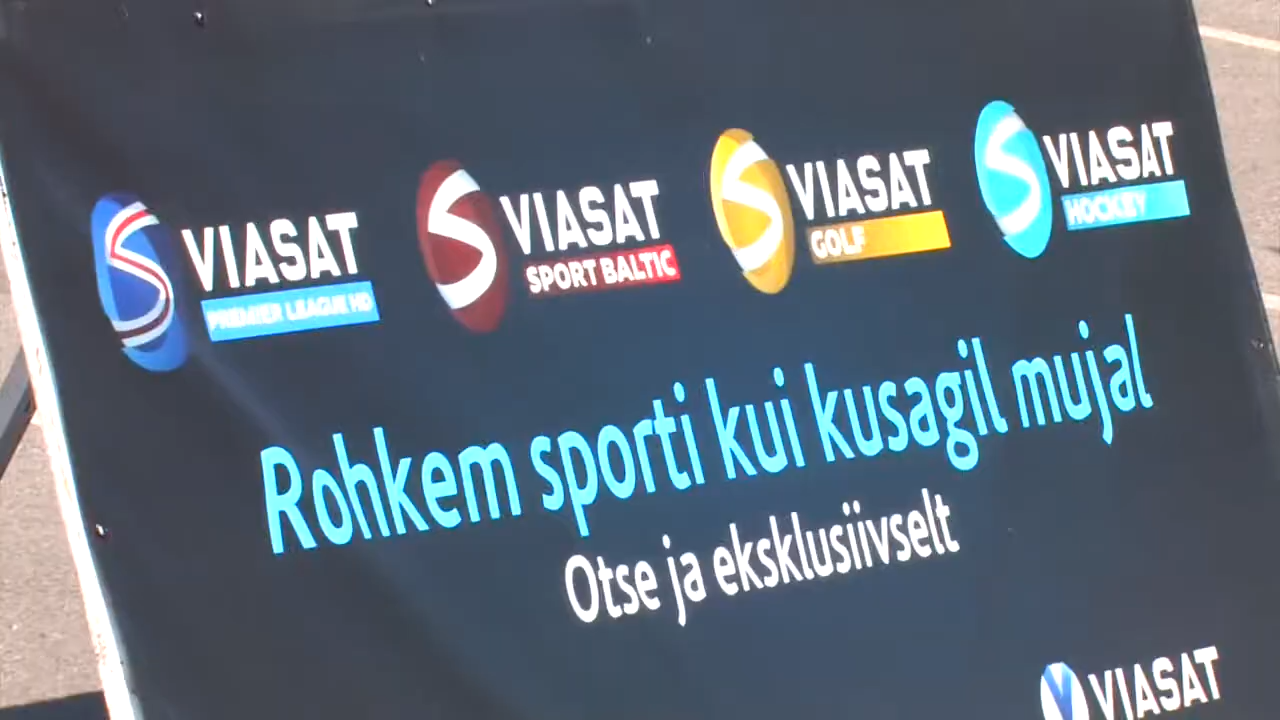 VIASAT
PREMIER LEAGUE HD
VIASAT
SPORT BALTIC
VIASAT
GOLF
VIASAT
HOCKEY
Rohkem sporti kui kusagil mujal
Otse ja eksklusiivselt
VIASAT